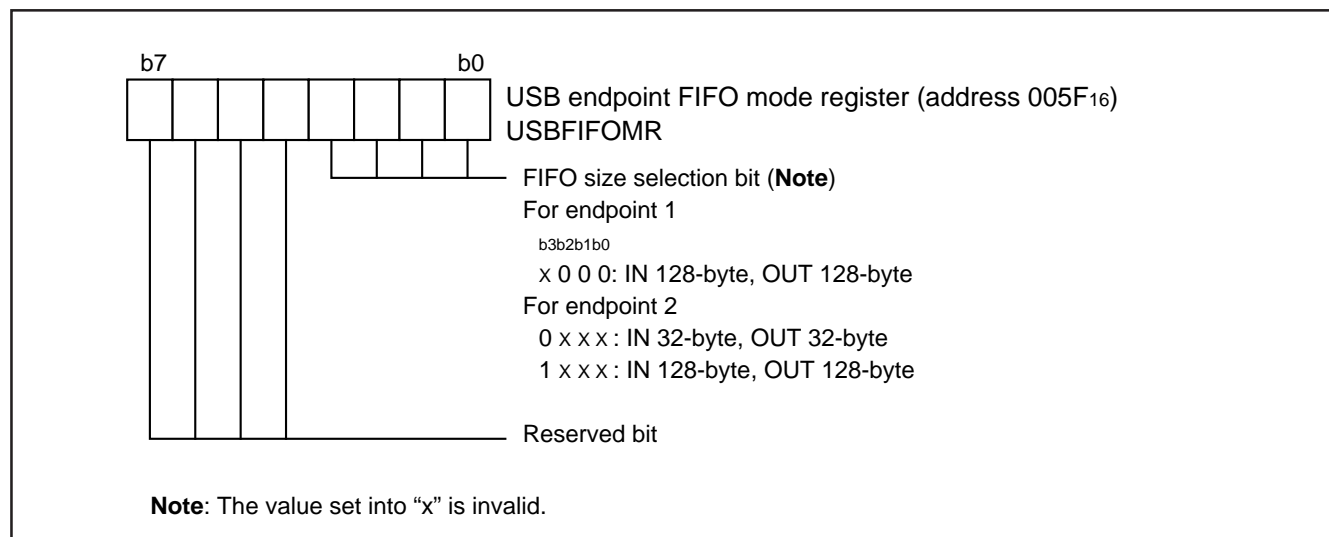 b7 b0
USB endpoint FIFO mode register (address 005F16)
USBFIFOMR
FIFO size selection bit (Note)
For endpoint 1
b3b2b1b0
x 0 0 0: IN 128-byte, OUT 128-byte
For endpoint 2
0 x x x : IN 32-byte, OUT 32-byte
1 x x x : IN 128-byte, OUT 128-byte
Reserved bit
Note: The value set into “x” is invalid.